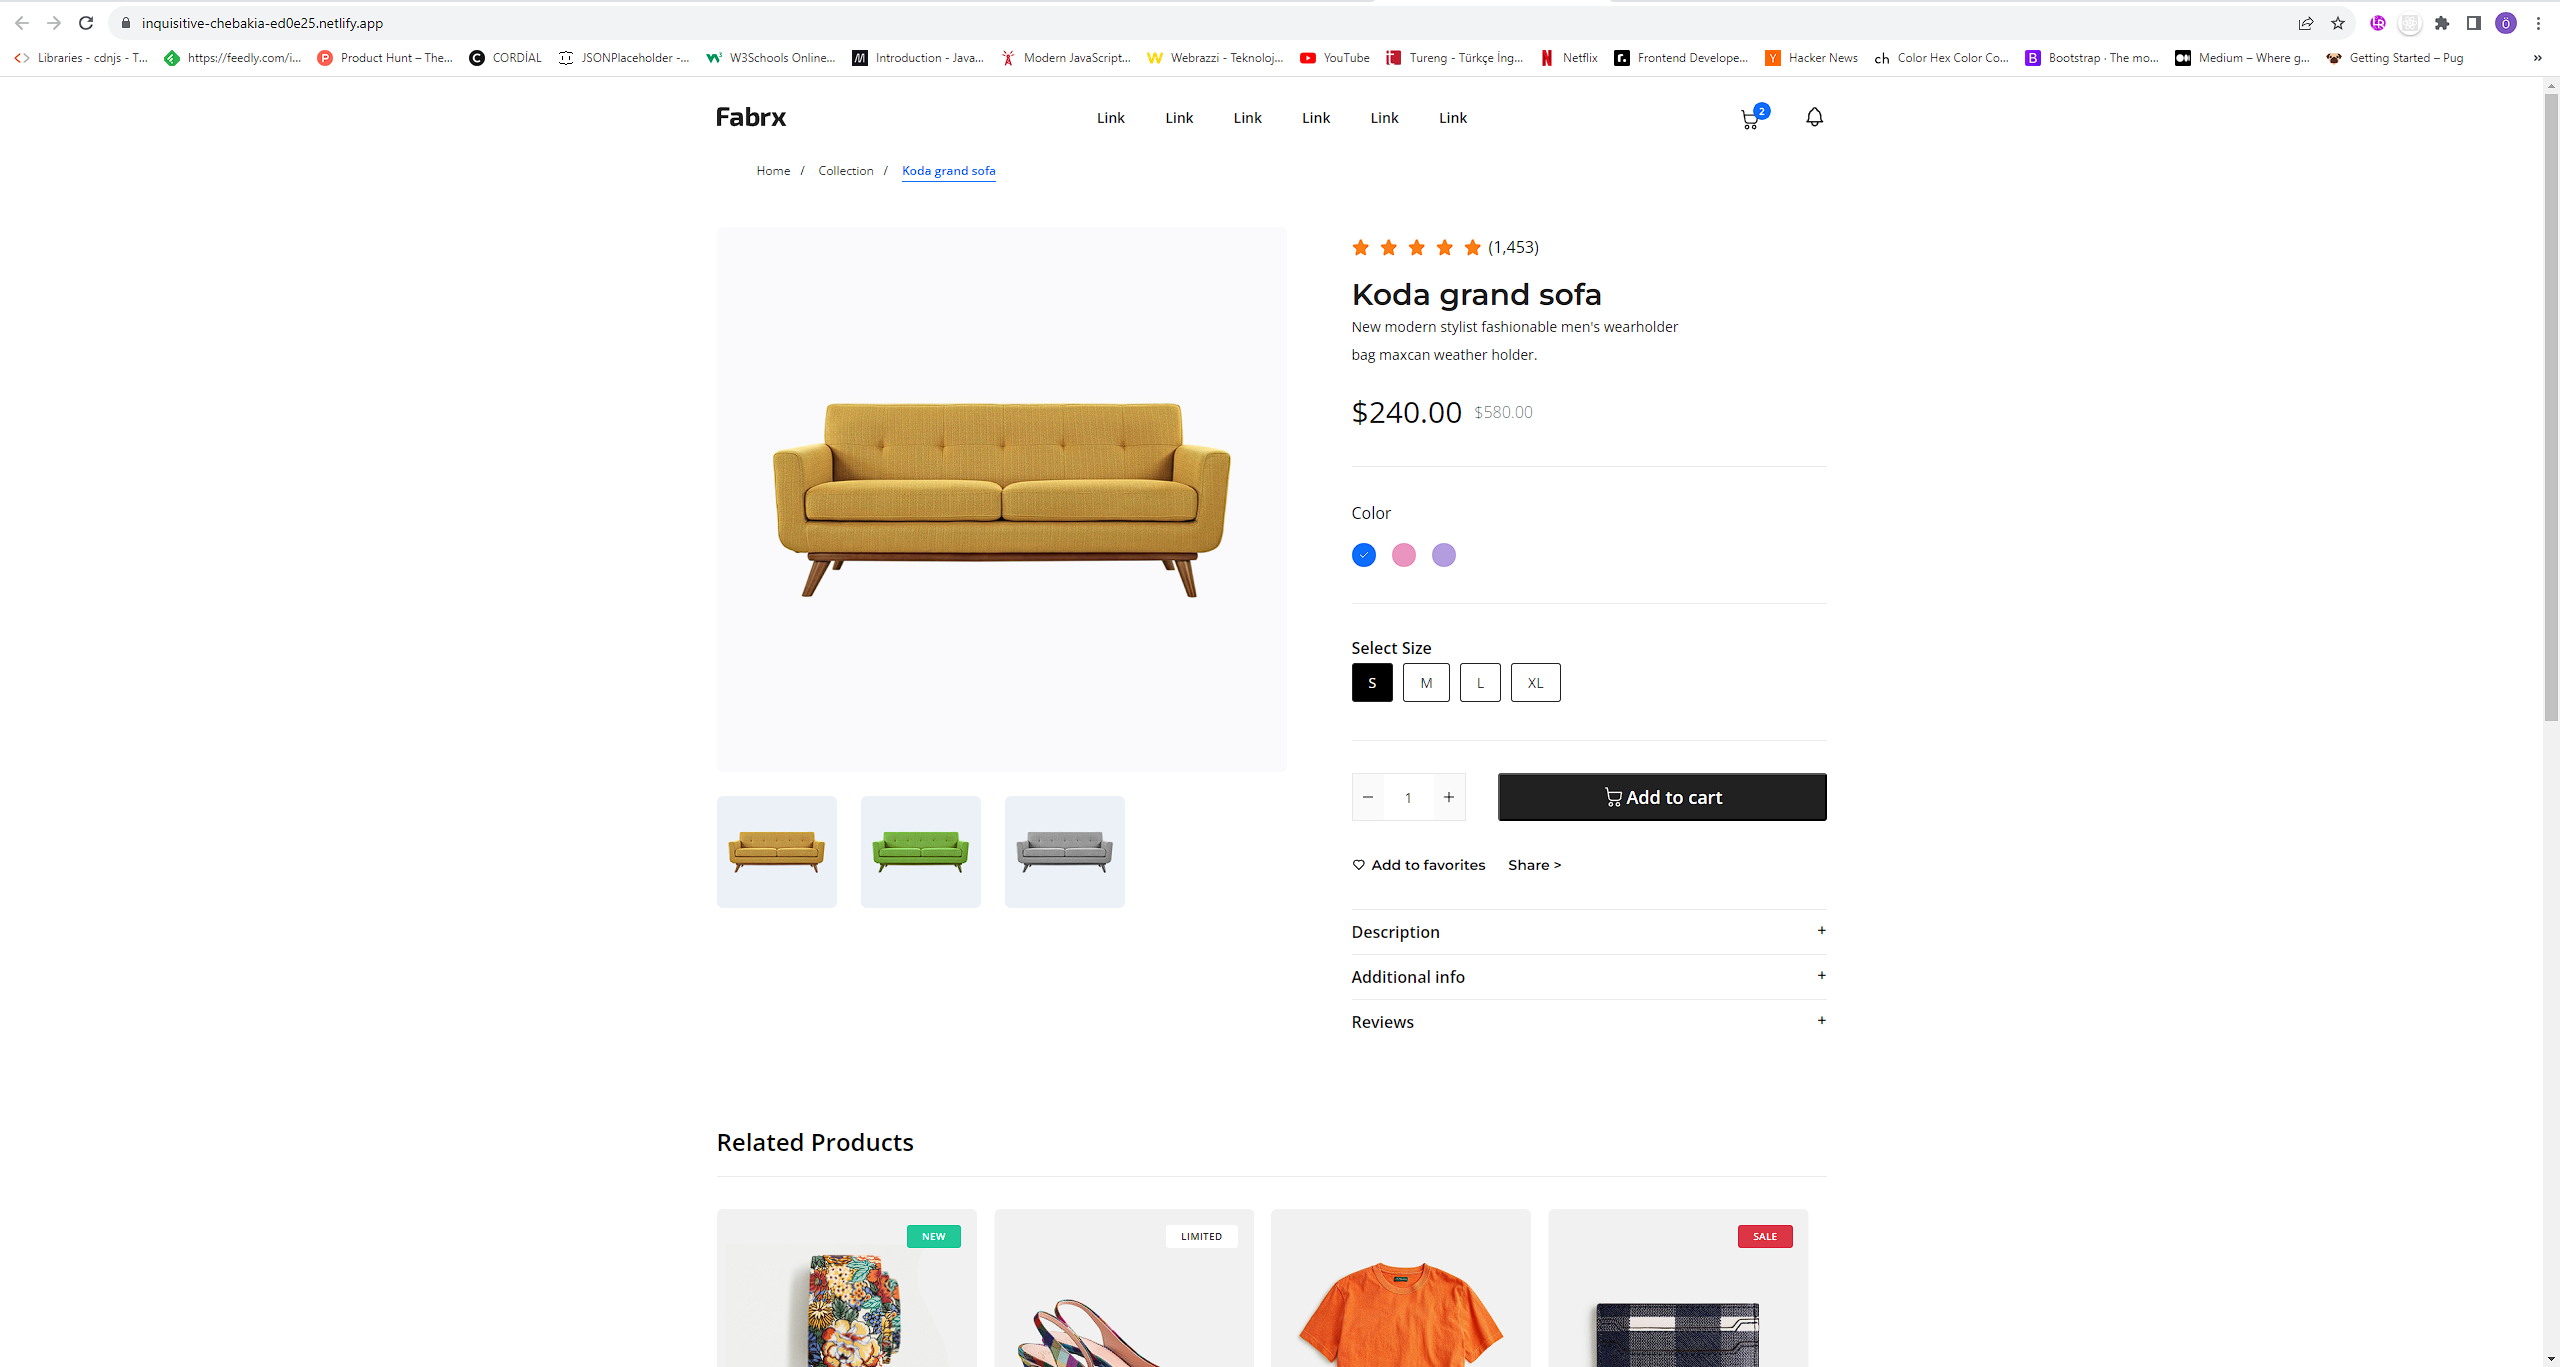 inquisitive-chebakia-ed0e25.netlify.app
Ö
Libraries - cdnjs - T... https://feedly.com/i... Product Hunt – The... CORDİAL JSONPlaceholder -... W3Schools Online... Introduction - Java... Modern JavaScript... Webrazzi - Teknoloj... YouTube Tureng - Türkçe İng... Netflix Frontend Develope... Hacker News ch Color Hex Color Co... Bootstrap · The mo... Medium – Where g... Getting Started – Pug »
Fabrx Link Link Link Link Link Link 2
Home / Collection / Koda grand sofa
(1,453)
Koda grand sofa
New modern stylist fashionable men's wearholder
bag maxcan weather holder.
$240.00 $580.00
Color
Select Size
S M L XL
− 1 + Add to cart
Add to favorites Share >
Description +
Additional info +
Reviews +
Related Products
NEW LIMITED SALE